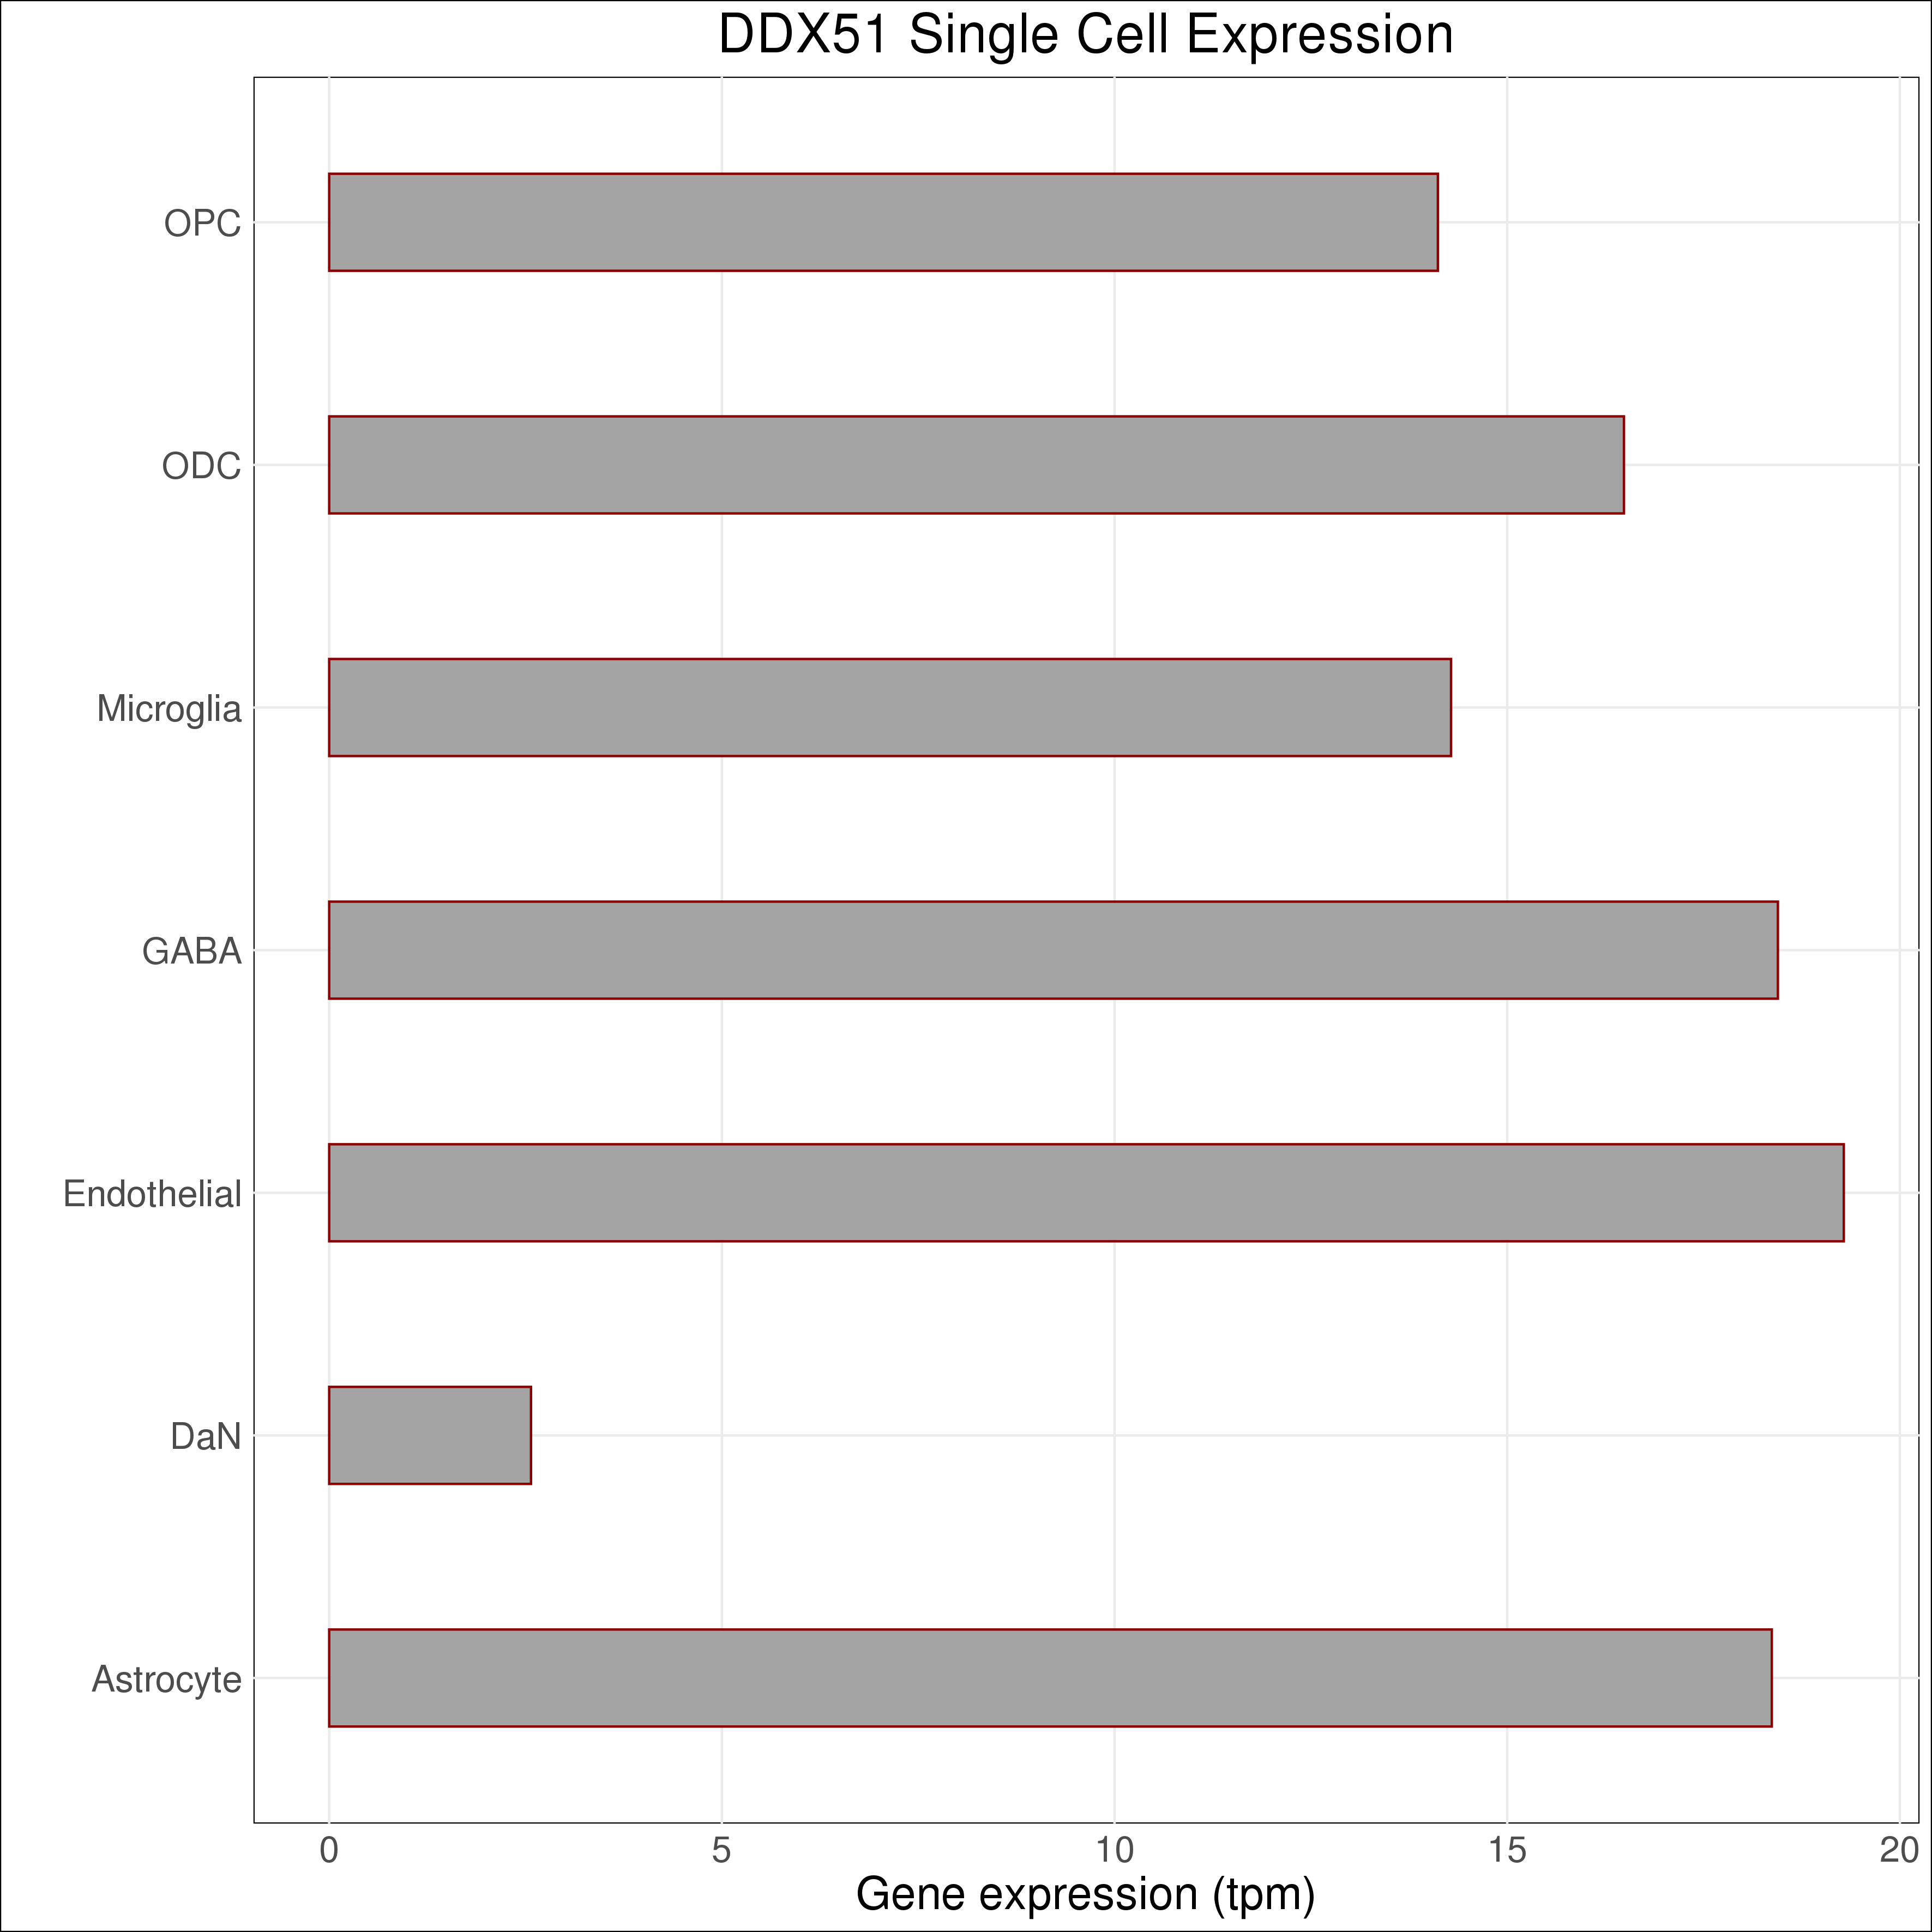 DDX51 Single Cell Expression
OPC
ODC
Microglia
GABA
Endothelial
DaN
Astrocyte
0 5 10 15 20
Gene expression (tpm)